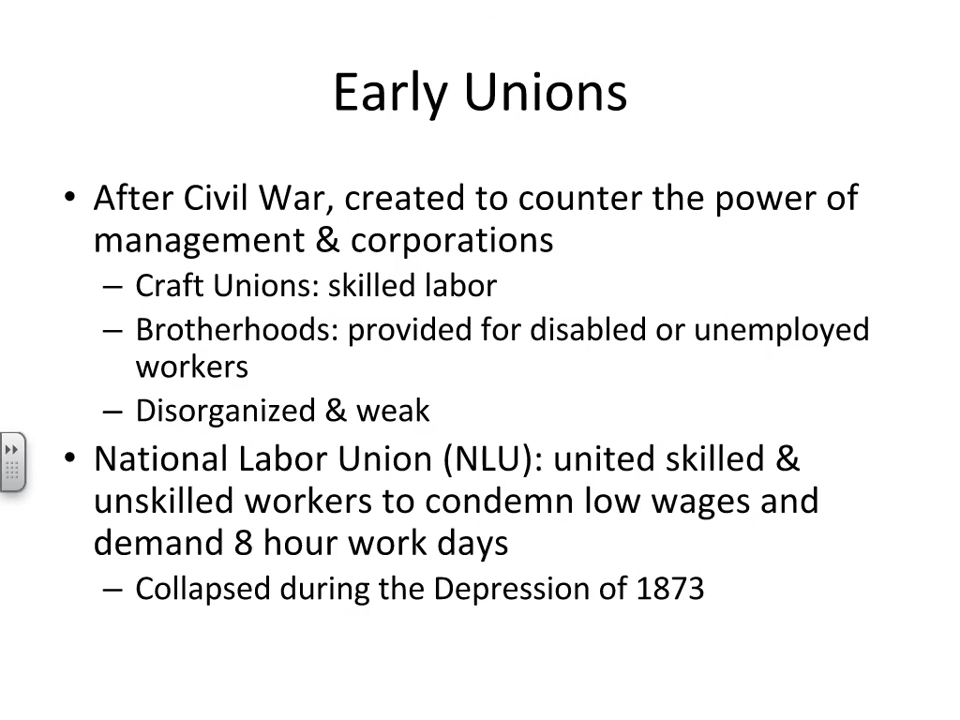 Early Unions
• After Civil War, created to counter the power of
management & corporations
– Craft Unions: skilled labor
– Brotherhoods: provided for disabled or unemployed
workers
– Disorganized & weak
• National Labor Union (NLU): united skilled &
unskilled workers to condemn low wages and
demand 8 hour work days
– Collapsed during the Depression of 1873